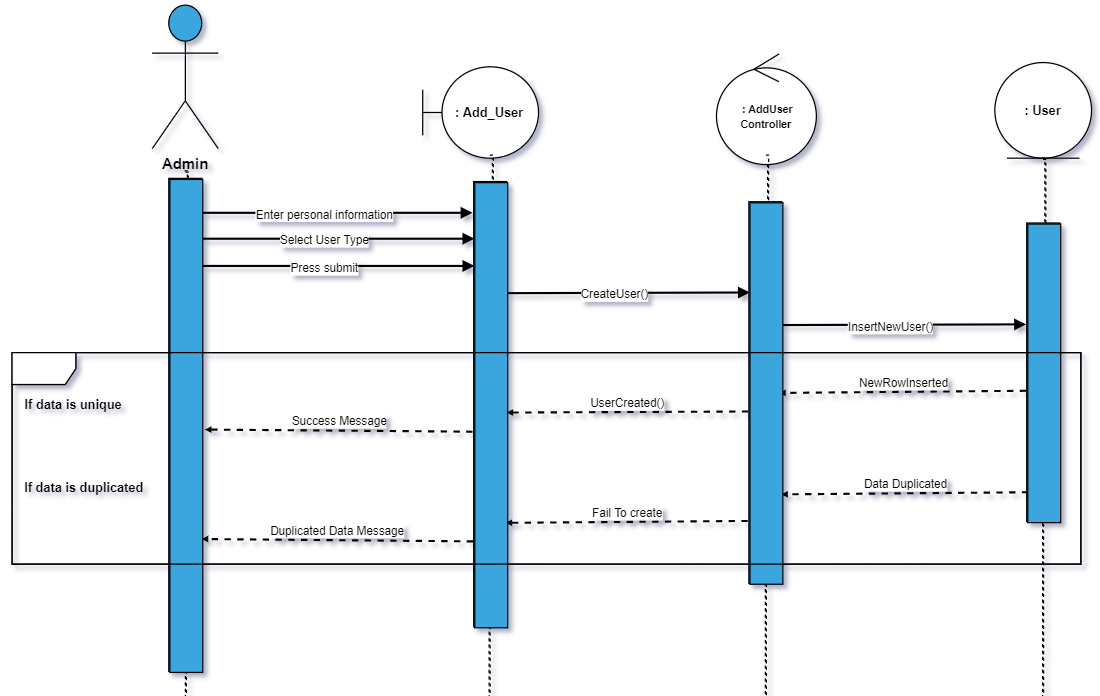 : Add_User
: AddUser
Controller
: User
Admin
Enter personal information
Select User Type
Press submit
CreateUser()
InsertNewUser()
NewRowInserted
If data is unique
UserCreated()
Success Message
If data is duplicated
Data Duplicated
Fail To create
Duplicated Data Message